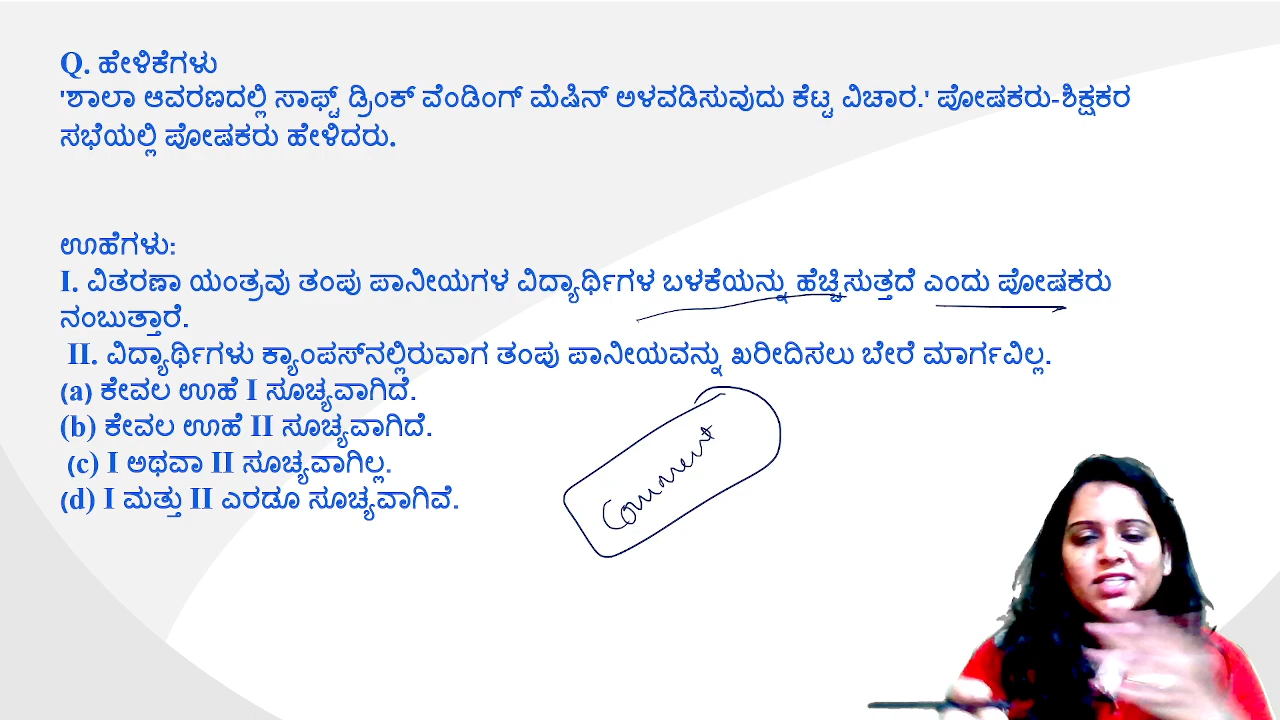 Q. ಹೇಳಿಕೆಗಳು
'ಶಾಲಾ ಆವರಣದಲ್ಲಿ ಸಾಫ್ಟ್ ಡ್ರಿಂಕ್ ವೆಂಡಿಂಗ್ ಮೆಷಿನ್ ಅಳವಡಿಸುವುದು ಕೆಟ್ಟ ವಿಚಾರ.' ಪೋಷಕರು-ಶಿಕ್ಷಕರ
ಸಭೆಯಲ್ಲಿ ಪೋಷಕರು ಹೇಳಿದರು.
ಊಹೆಗಳು:
I. ವಿತರಣಾ ಯಂತ್ರವು ತಂಪು ಪಾನೀಯಗಳ ವಿದ್ಯಾರ್ಥಿಗಳ ಬಳಕೆಯನ್ನು ಹೆಚ್ಚಿಸುತ್ತದೆ ಎಂದು ಪೋಷಕರು
ನಂಬುತ್ತಾರೆ.
II. ವಿದ್ಯಾರ್ಥಿಗಳು ಕ್ಯಾಂಪಸ್‌ನಲ್ಲಿರುವಾಗ ತಂಪು ಪಾನೀಯವನ್ನು ಖರೀದಿಸಲು ಬೇರೆ ಮಾರ್ಗವಿಲ್ಲ.
(a) ಕೇವಲ ಊಹೆ I ಸೂಚ್ಯವಾಗಿದೆ.
(b) ಕೇವಲ ಊಹೆ II ಸೂಚ್ಯವಾಗಿದೆ.
(c) I ಅಥವಾ II ಸೂಚ್ಯವಾಗಿಲ್ಲ.
(d) I ಮತ್ತು II ಎರಡೂ ಸೂಚ್ಯವಾಗಿವೆ.
Comment